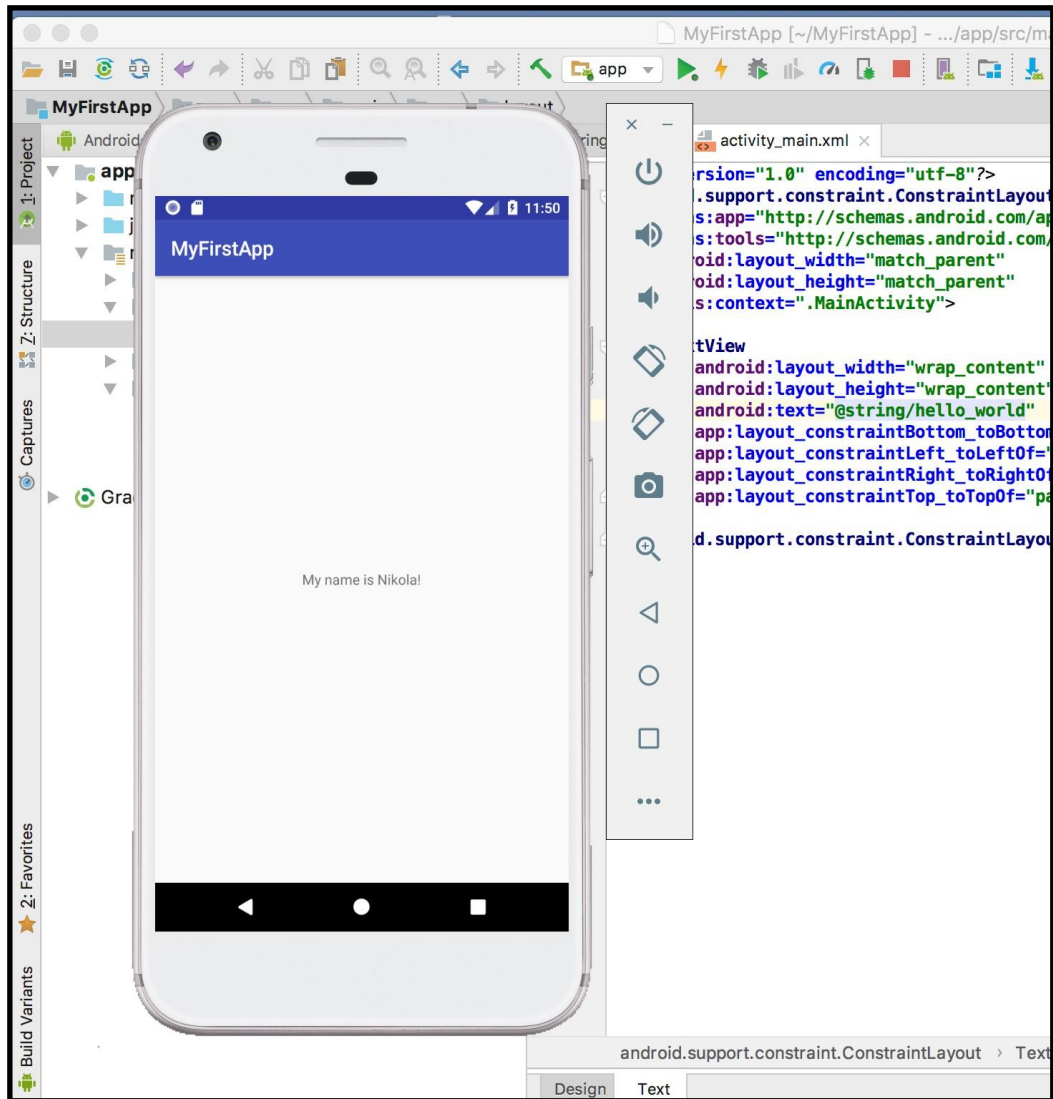 MyFirstApp [~/MyFirstApp] - .../app/src/ma
app
MyFirstApp
1: Project
Z: Structure
Captures
2: Favorites
Build Variants
Android
app
Gra
11:50
MyFirstApp
My name is Nikola!
activity_main.xml
rsion="1.0" encoding="utf-8"?>
.support.constraint.ConstraintLayout
s:app="http://schemas.android.com/ap
s:tools="http://schemas.android.com/
oid:layout_width="match_parent"
oid:layout_height="match_parent"
s:context=".MainActivity">
tView
android:layout_width="wrap_content"
android:layout_height="wrap_content"
android:text="@string/hello_world"
app:layout_constraintBottom_toBottom
app:layout_constraintLeft_toLeftOf="
app:layout_constraintRight_toRightOf
app:layout_constraintTop_toTopOf="pa
d.support.constraint.ConstraintLayou
android.support.constraint.ConstraintLayout › Text
Design Text